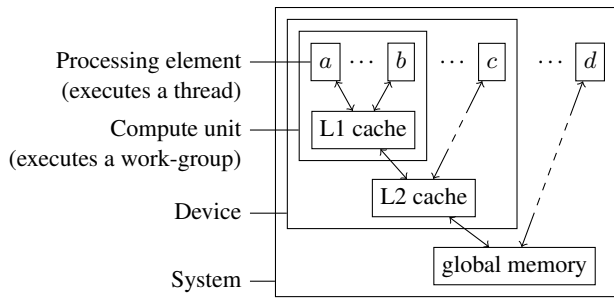 Processing element
(executes a thread)
a ··· b ··· c ··· d
Compute unit
(executes a work-group)
L1 cache
L2 cache
Device
global memory
System